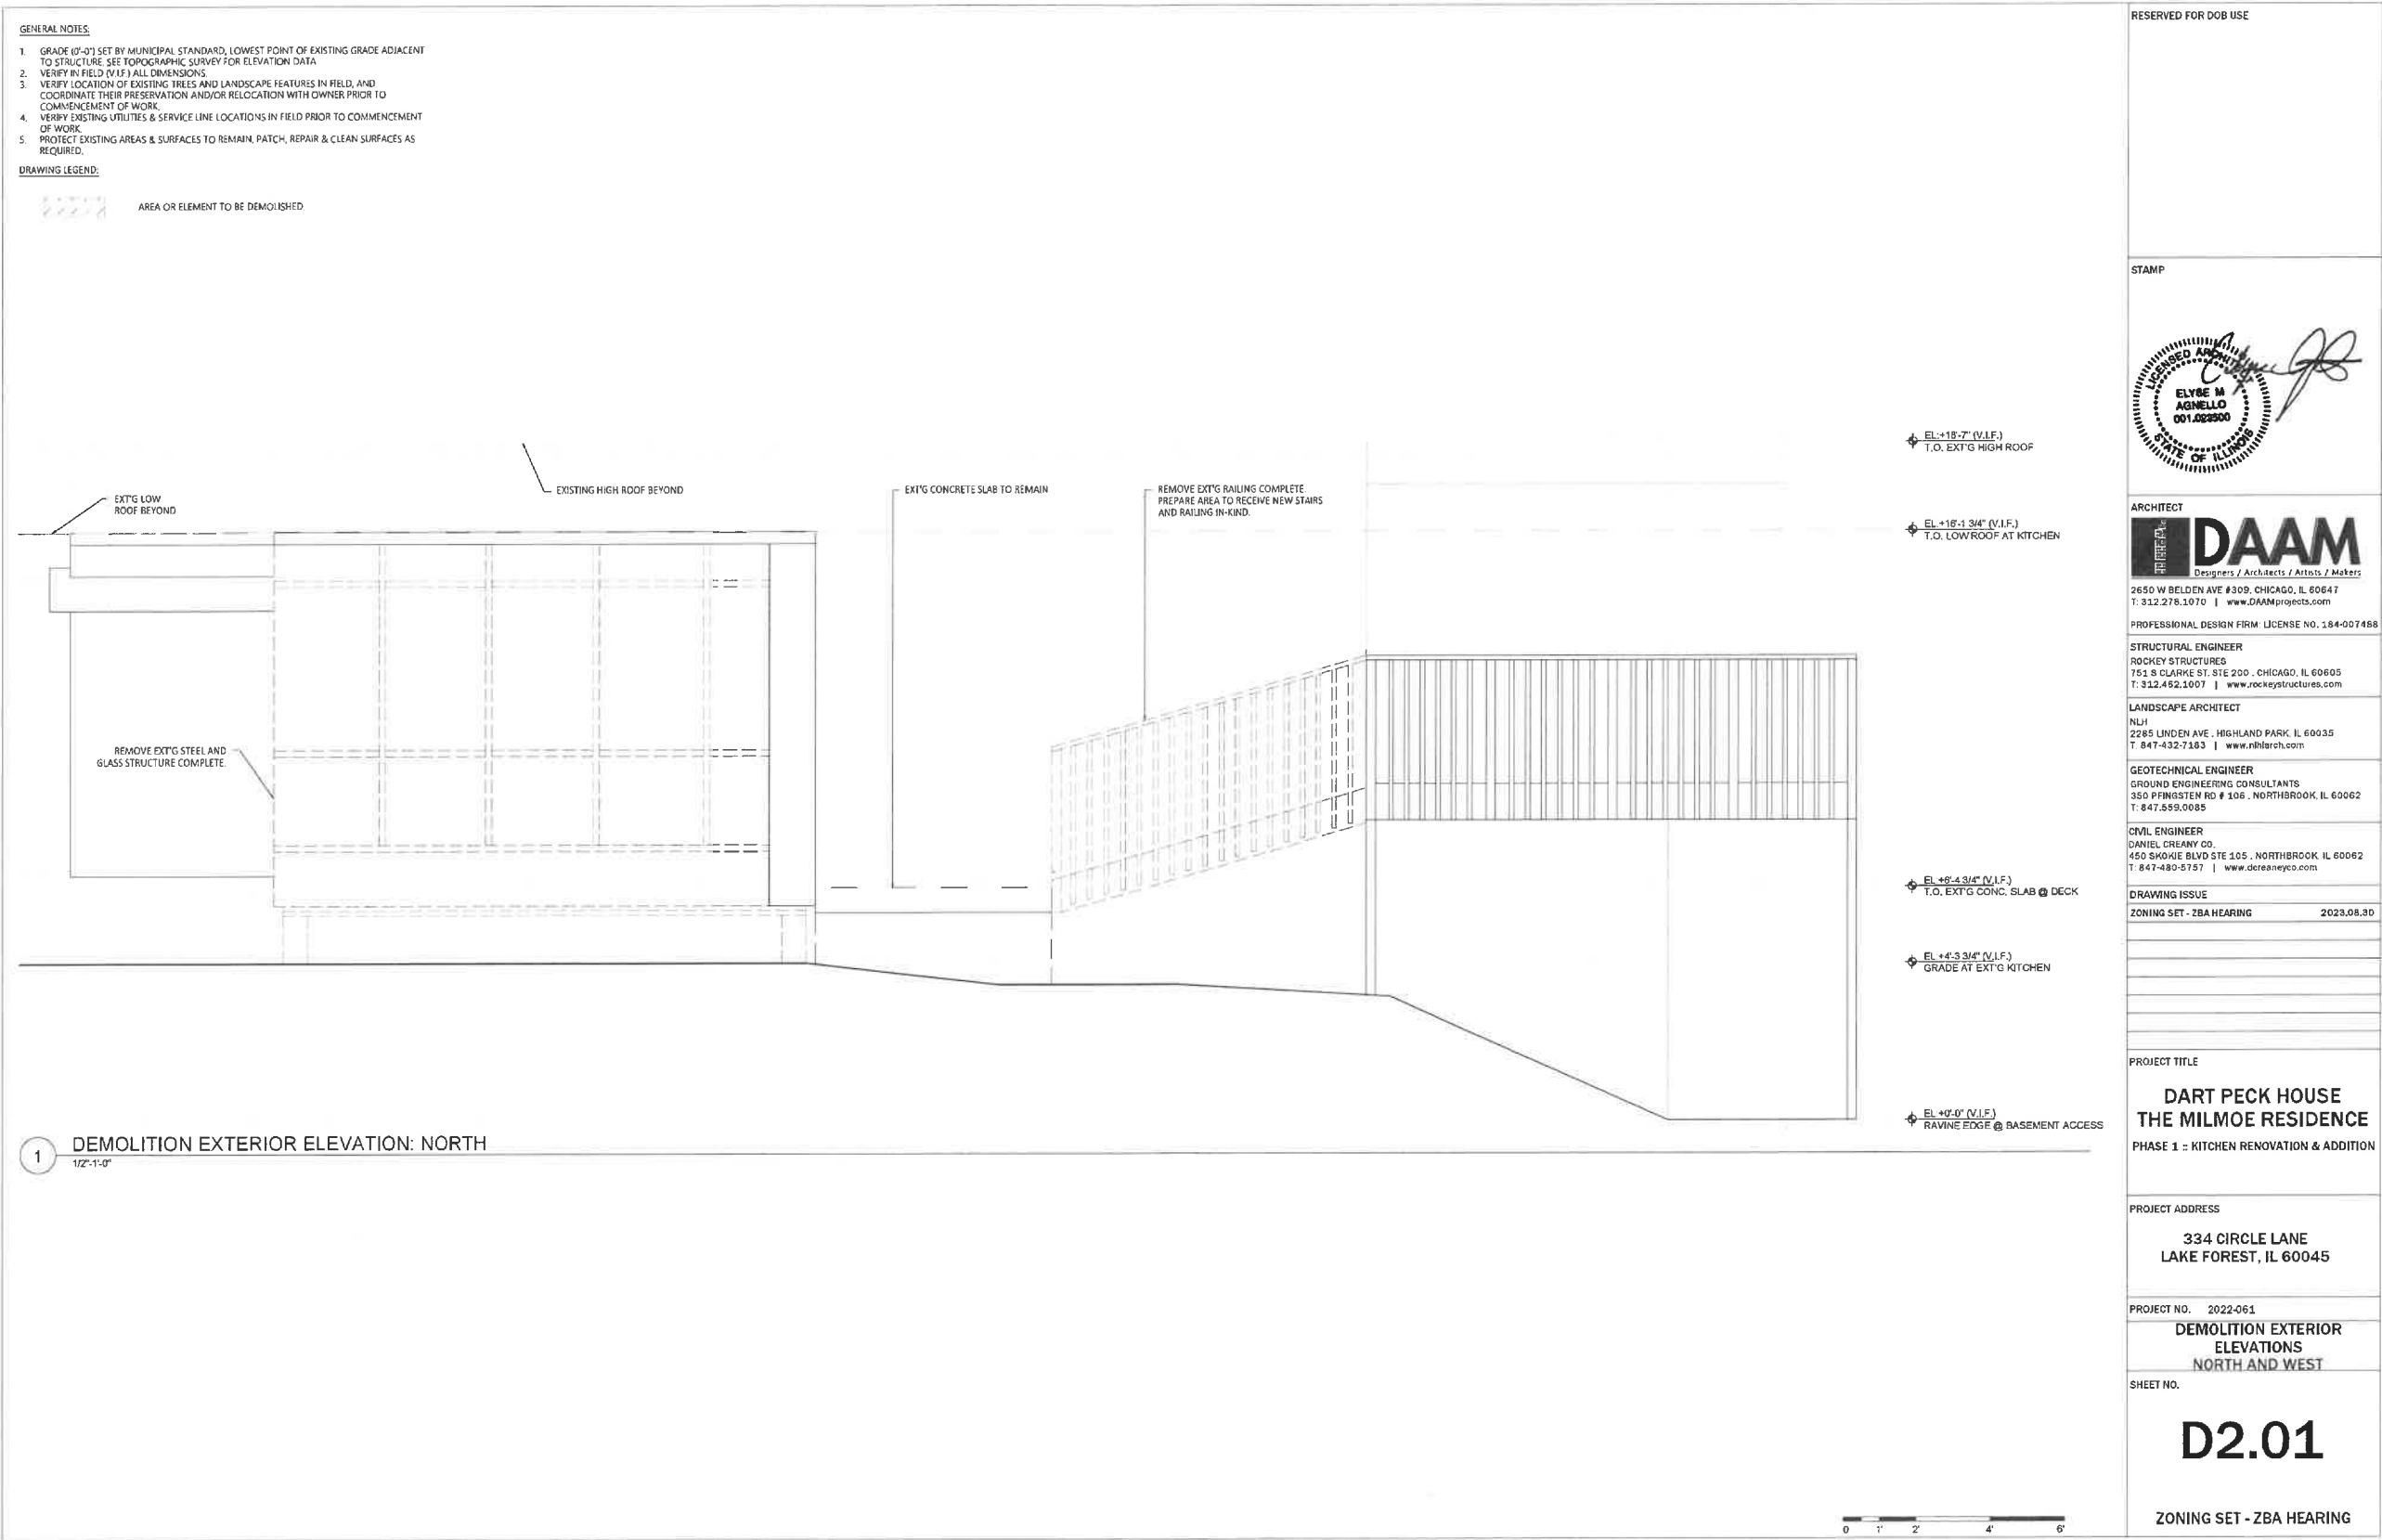 GENERAL NOTES:
1. GRADE (0'-0") SET BY MUNICIPAL STANDARD, LOWEST POINT OF EXISTING GRADE ADJACENT
TO STRUCTURE. SEE TOPOGRAPHIC SURVEY FOR ELEVATION DATA
2. VERIFY IN FIELD (V.I.F.) ALL DIMENSIONS.
3. VERIFY LOCATION OF EXISTING TREES AND LANDSCAPE FEATURES IN FIELD, AND
COORDINATE THEIR PRESERVATION AND/OR RELOCATION WITH OWNER PRIOR TO
COMMENCEMENT OF WORK.
4. VERIFY EXISTING UTILITIES & SERVICE LINE LOCATIONS IN FIELD PRIOR TO COMMENCEMENT
OF WORK.
5. PROTECT EXISTING AREAS & SURFACES TO REMAIN, PATCH, REPAIR & CLEAN SURFACES AS
REQUIRED.
DRAWING LEGEND:
AREA OR ELEMENT TO BE DEMOLISHED.
EXT'G LOW
ROOF BEYOND
EXISTING HIGH ROOF BEYOND
EXT'G CONCRETE SLAB TO REMAIN
REMOVE EXT'G RAILING COMPLETE.
PREPARE AREA TO RECEIVE NEW STAIRS
AND RAILING IN-KIND.
REMOVE EXT'G STEEL AND
GLASS STRUCTURE COMPLETE.
EL:+18'-7" (V.I.F.)
T.O. EXT'G HIGH ROOF
EL.+16'-1 3/4" (V.I.F.)
T.O. LOW ROOF AT KITCHEN
EL +6'-4 3/4" (V.I.F.)
T.O. EXT'G CONC. SLAB @ DECK
EL +4'-3 3/4" (V.I.F.)
GRADE AT EXT'G KITCHEN
EL +0'-0" (V.I.F.)
RAVINE EDGE @ BASEMENT ACCESS
1
DEMOLITION EXTERIOR ELEVATION: NORTH
1/2"-1'-0"
0 1' 2' 4' 6'
RESERVED FOR DOB USE
STAMP
LICENSED ARCHITECT
ELYSE M
AGNELLO
001.023500
STATE OF ILLINOIS
ARCHITECT
DAAM
Designers / Architects / Artists / Makers
2650 W BELDEN AVE #309, CHICAGO, IL 60647
T: 312.278.1070 | www.DAAMprojects.com
PROFESSIONAL DESIGN FIRM: LICENSE NO. 184-007488
STRUCTURAL ENGINEER
ROCKEY STRUCTURES
751 S CLARKE ST. STE 200 . CHICAGO, IL 60605
T: 312.462.1007 | www.rockeystructures.com
LANDSCAPE ARCHITECT
NLH
2285 LINDEN AVE . HIGHLAND PARK, IL 60035
T. 847-432-7183 | www.nlhlarch.com
GEOTECHNICAL ENGINEER
GROUND ENGINEERING CONSULTANTS
350 PFINGSTEN RD # 106 . NORTHBROOK, IL 60062
T: 847.559.0085
CIVIL ENGINEER
DANIEL CREANY CO.
450 SKOKIE BLVD STE 105 . NORTHBROOK, IL 60062
T: 847-480-5757 | www.dcreaneyco.com
DRAWING ISSUE
ZONING SET - ZBA HEARING 2023.08.30
PROJECT TITLE
DART PECK HOUSE
THE MILMOE RESIDENCE
PHASE 1 :: KITCHEN RENOVATION & ADDITION
PROJECT ADDRESS
334 CIRCLE LANE
LAKE FOREST, IL 60045
PROJECT NO. 2022-061
DEMOLITION EXTERIOR
ELEVATIONS
NORTH AND WEST
SHEET NO.
D2.01
ZONING SET - ZBA HEARING